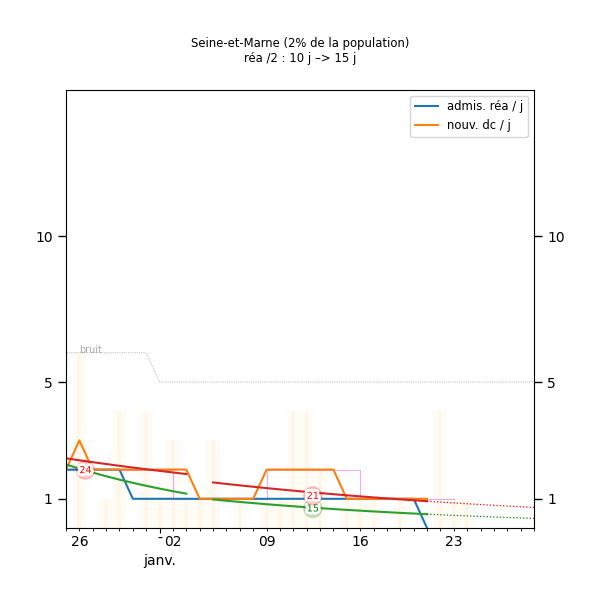 Seine-et-Marne (2% de la population)
réa /2 : 10 j –> 15 j
admis. réa / j
nouv. dc / j
10
10
bruit
5
5
24
21
15
1
1
26
02
09
16
23
janv.